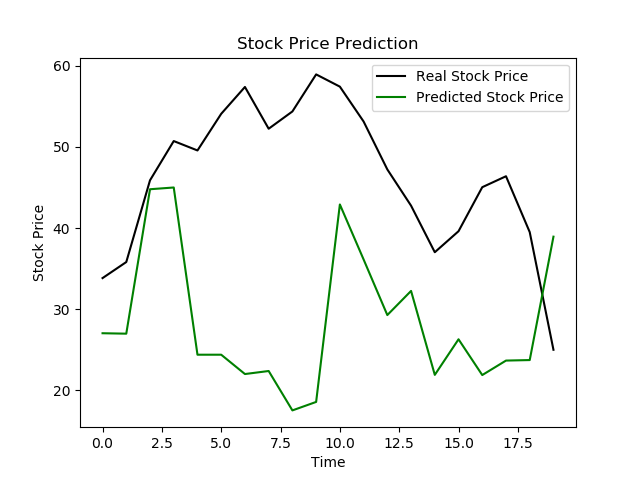 Stock Price Prediction
Real Stock Price
Predicted Stock Price
Stock Price
60
50
40
30
20
0.0 2.5 5.0 7.5 10.0 12.5 15.0 17.5
Time